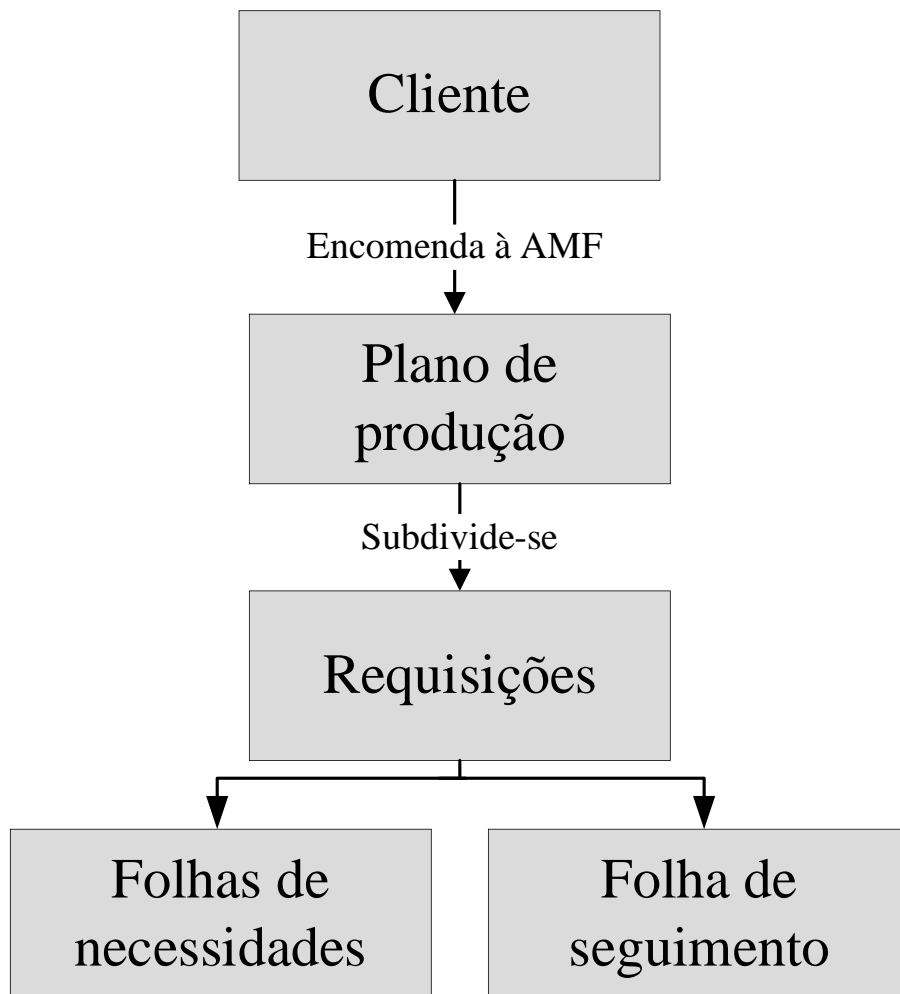 Cliente
Encomenda à AMF
Plano de
produção
Subdivide-se
Requisições
Folhas de
necessidades
Folha de
seguimento